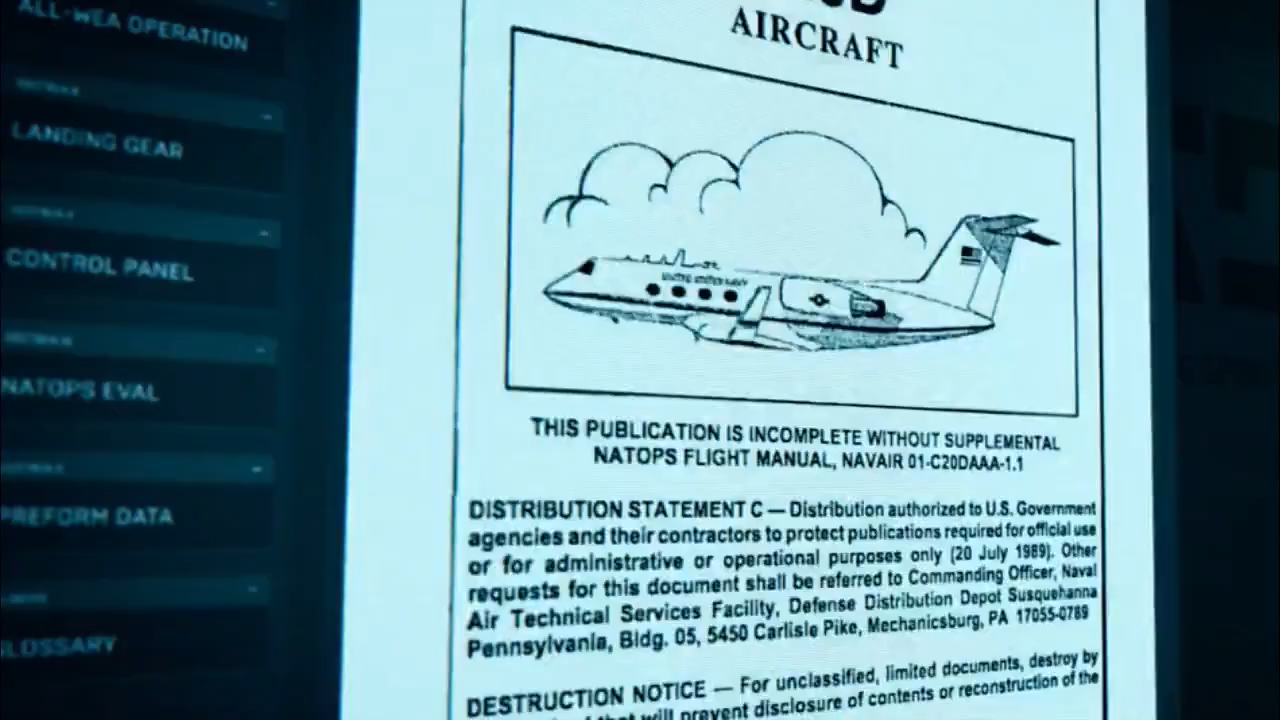 ALL-WEA OPERATION
LANDING GEAR
CONTROL PANEL
NATOPS EVAL
PREFORM DATA
GLOSSARY
AIRCRAFT
UNITED STATES NAVY
THIS PUBLICATION IS INCOMPLETE WITHOUT SUPPLEMENTAL
NATOPS FLIGHT MANUAL, NAVAIR 01-C20DAAA-1.1
DISTRIBUTION STATEMENT C — Distribution authorized to U.S. Government
agencies and their contractors to protect publications required for official use
or for administrative or operational purposes only (20 July 1989). Other
requests for this document shall be referred to Commanding Officer, Naval
Air Technical Services Facility, Defense Distribution Depot Susquehanna
Pennsylvania, Bldg. 05, 5450 Carlisle Pike, Mechanicsburg, PA 17055-0789
DESTRUCTION NOTICE — For unclassified, limited documents, destroy by
that will prevent disclosure of contents or reconstruction of the